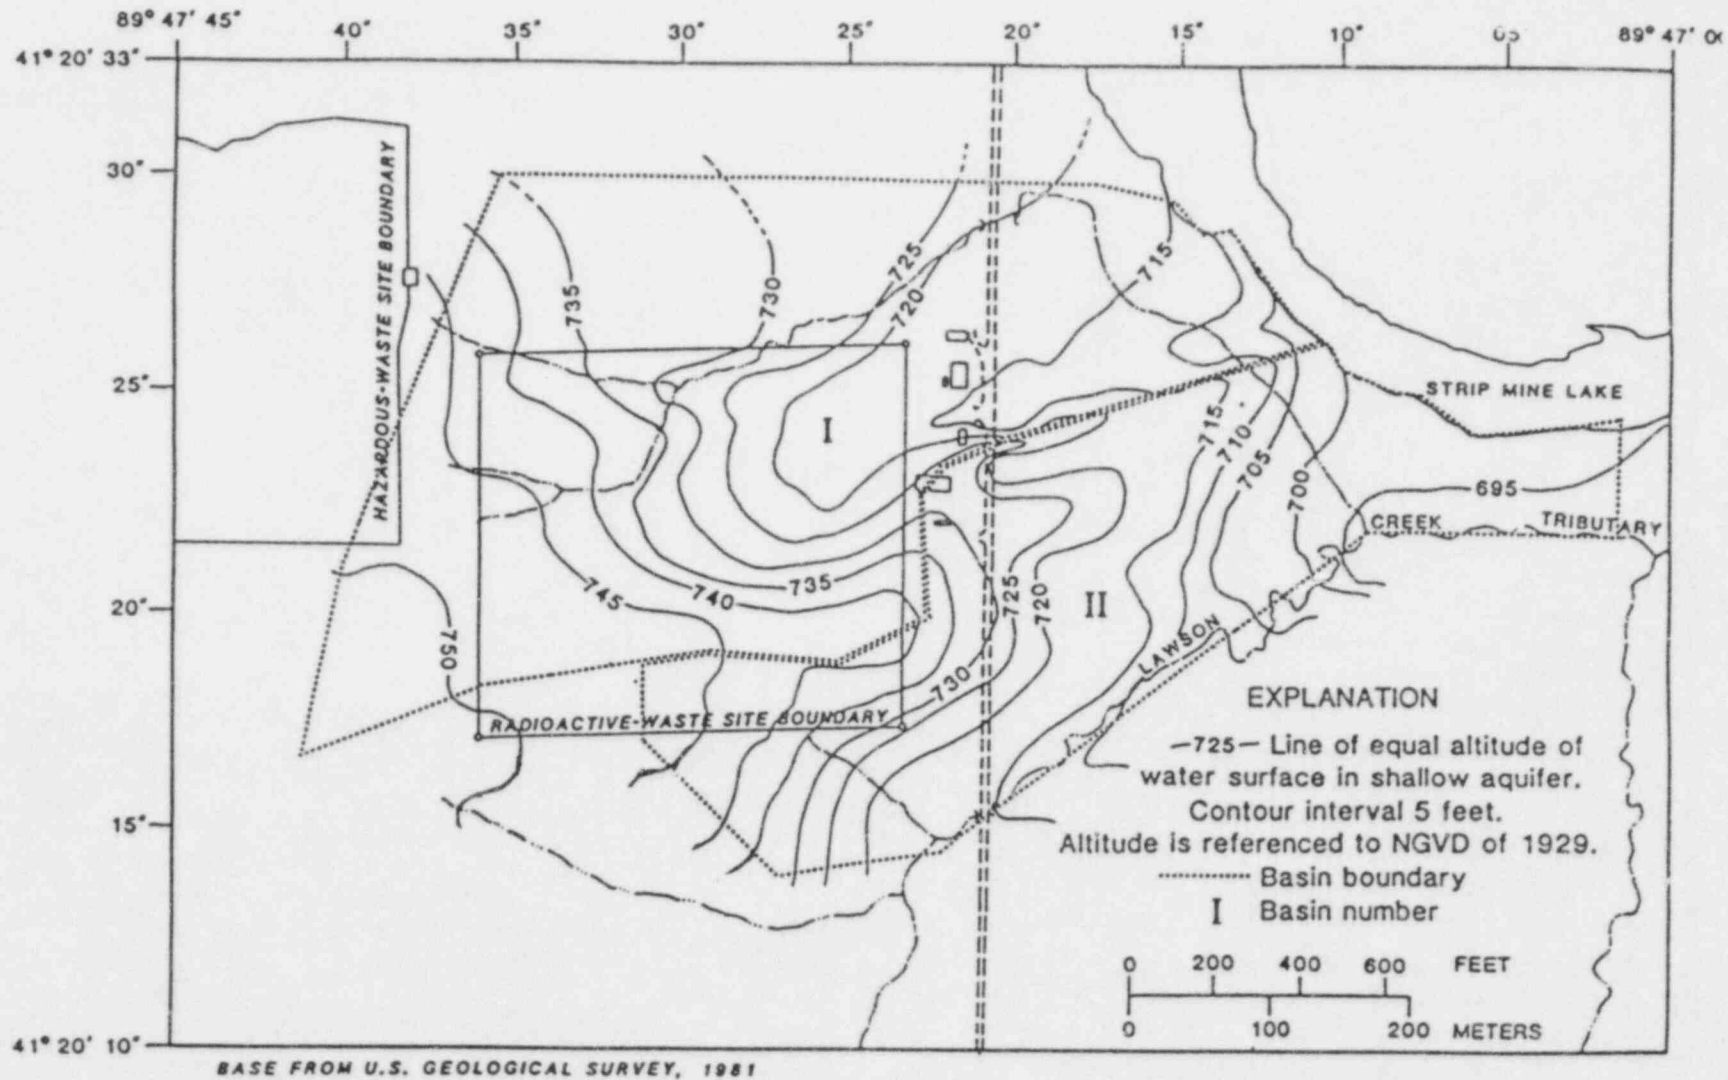 89° 47' 45"
40"
35"
30"
25"
20"
15"
10"
05
89° 47' 0
41° 20' 33"
30"
25"
20"
15"
41° 20' 10"
HAZARDOUS-WASTE SITE BOUNDARY
735
730
725
720
715
I
STRIP MINE LAKE
715
710
705
700
695
CREEK
TRIBUTARY
745
740
735
725
720
II
750
LAWSON
730
RADIOACTIVE-WASTE SITE BOUNDARY
EXPLANATION
—725— Line of equal altitude of
water surface in shallow aquifer.
Contour interval 5 feet.
Altitude is referenced to NGVD of 1929.
Basin boundary
I Basin number
0 200 400 600 FEET
0 100 200 METERS
BASE FROM U.S. GEOLOGICAL SURVEY, 1981